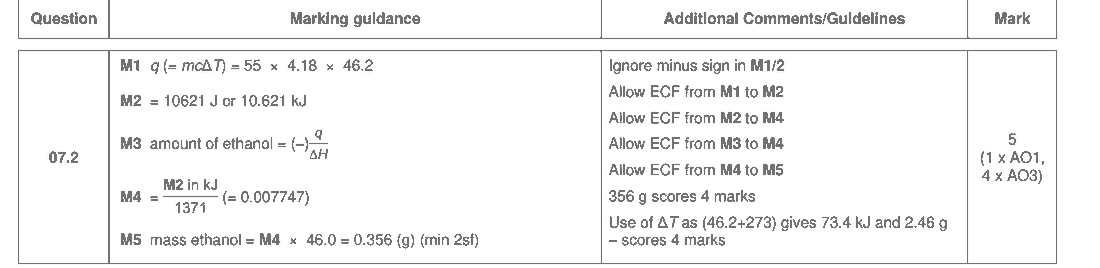 Question Marking guidance Additional Comments/Guidelines Mark
07.2
M1 q (= mcΔT) = 55 × 4.18 × 46.2
M2 = 10621 J or 10.621 kJ
M3 amount of ethanol = (–) q/ΔH
M4 = M2 in kJ/1371 (= 0.007747)
M5 mass ethanol = M4 × 46.0 = 0.356 (g) (min 2sf)
Ignore minus sign in M1/2
Allow ECF from M1 to M2
Allow ECF from M2 to M4
Allow ECF from M3 to M4
Allow ECF from M4 to M5
356 g scores 4 marks
Use of ΔT as (46.2+273) gives 73.4 kJ and 2.46 g
– scores 4 marks
5
(1 x AO1,
4 x AO3)